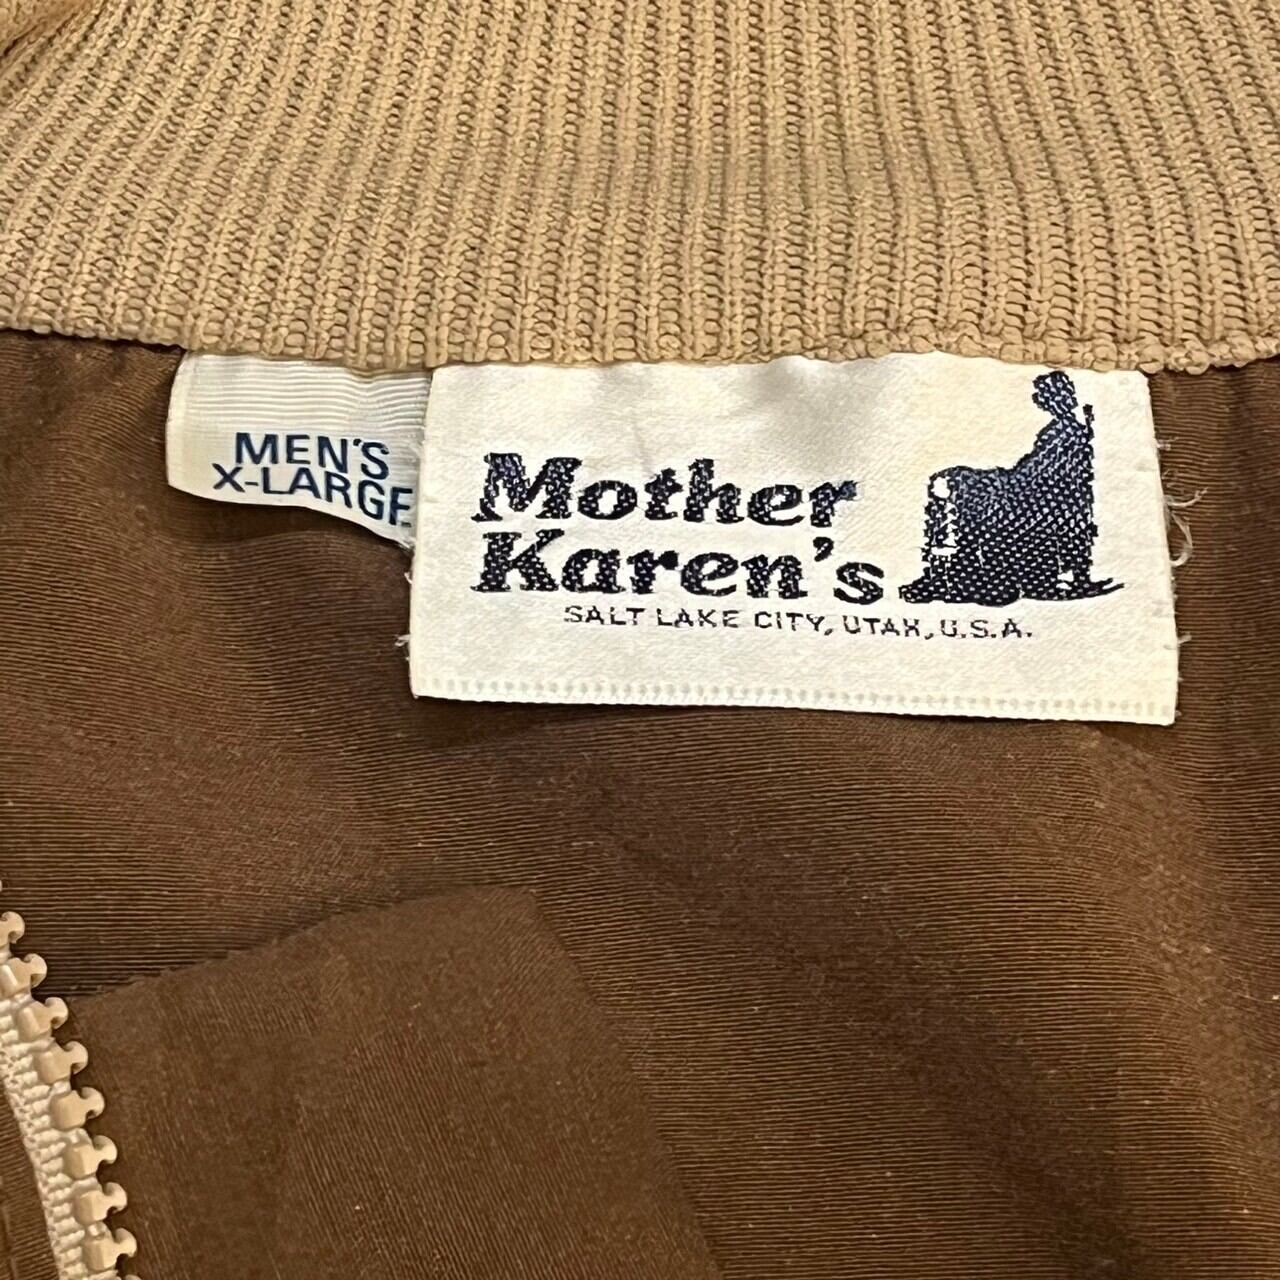 MEN'S
X-LARGE
Mother
Karen's
SALT LAKE CITY, UTAH, U.S.A.